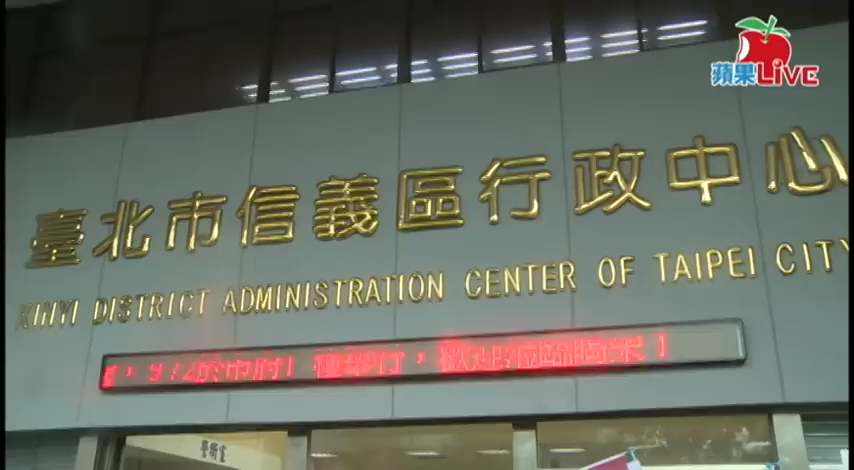 蘋果LIVE
臺北市信義區行政中心
XINYI DISTRICT ADMINISTRATION CENTER OF TAIPEI CITY